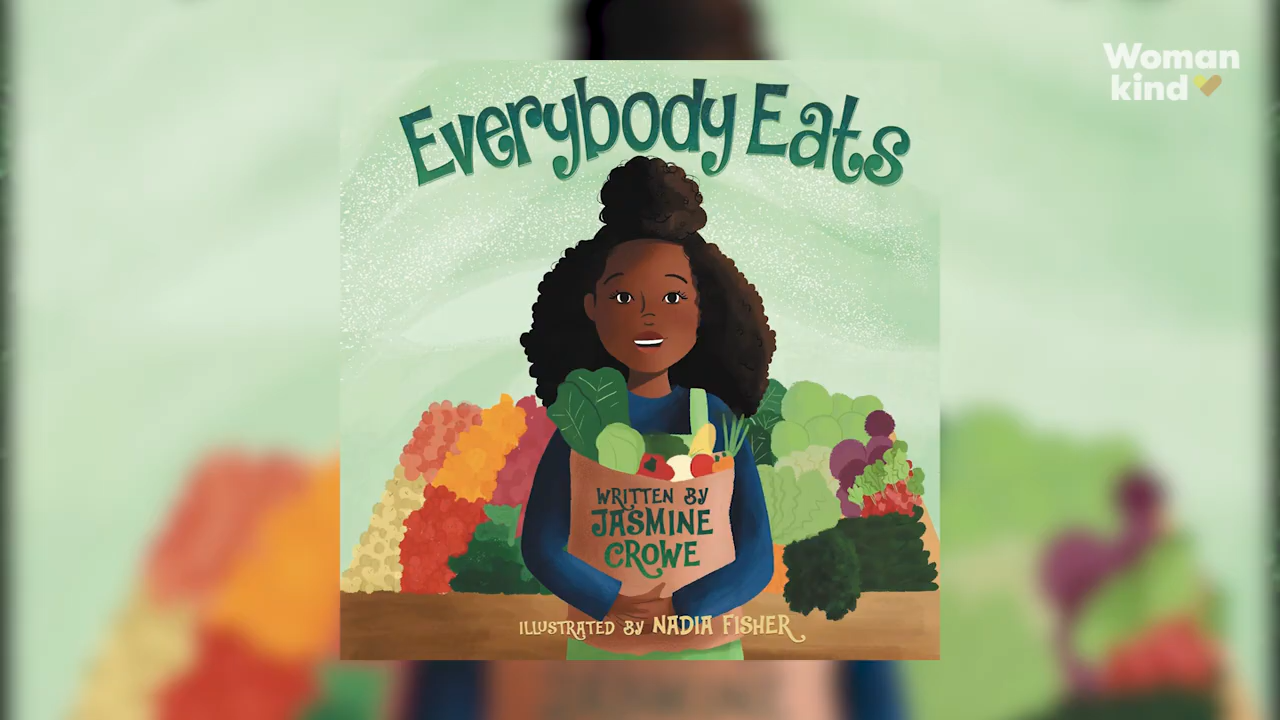 Woman
kind
Everybody Eats
WRITTEN BY
JASMINE
CROWE
ILLUSTRATED BY NADIA FISHER